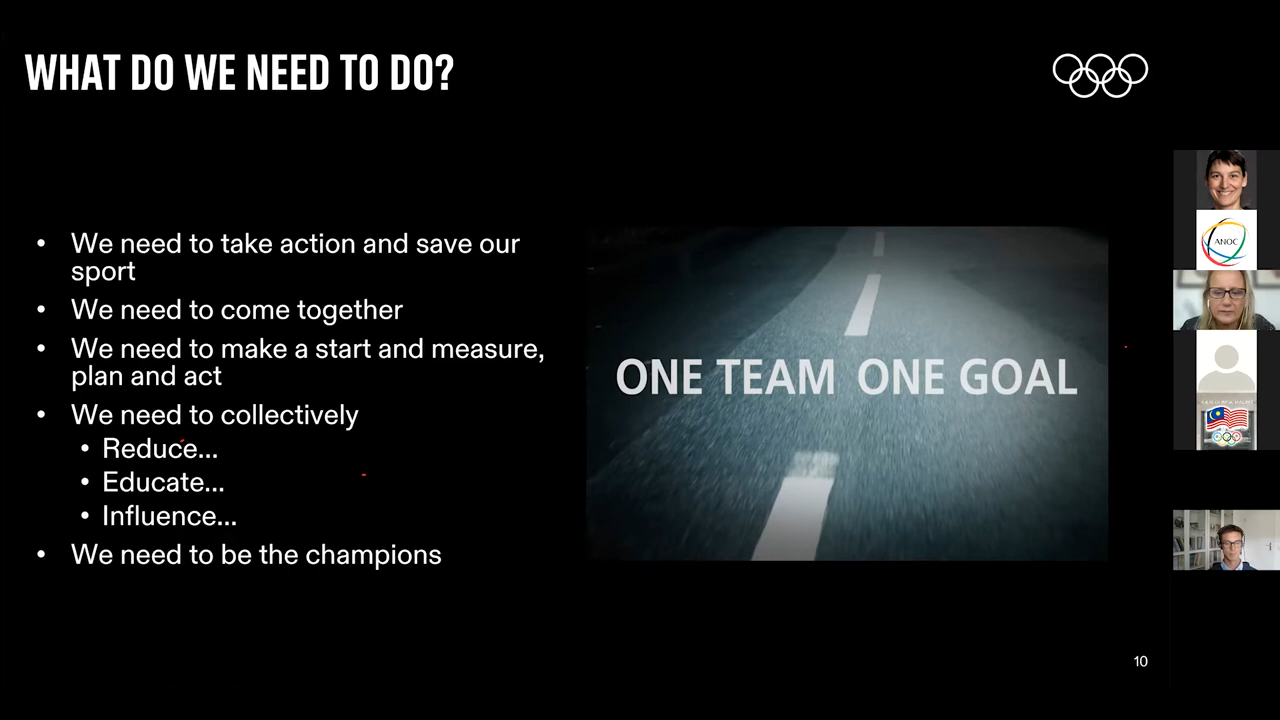 WHAT DO WE NEED TO DO?
• We need to take action and save our
sport
• We need to come together
• We need to make a start and measure,
plan and act
• We need to collectively
• Reduce...
• Educate...
• Influence...
• We need to be the champions
ONE TEAM ONE GOAL
ANOC
10